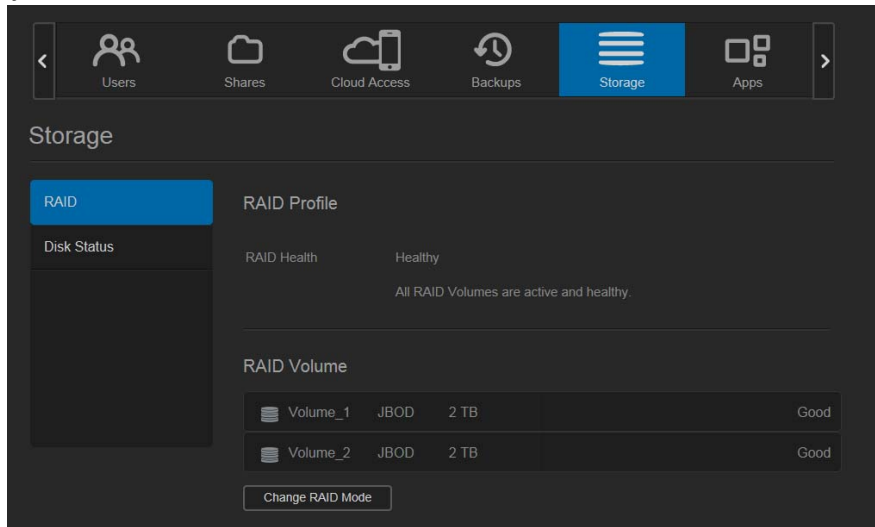 Users Shares Cloud Access Backups Storage Apps
Storage
RAID
Disk Status
RAID Profile
RAID Health Healthy
All RAID Volumes are active and healthy.
RAID Volume
Volume_1 JBOD 2 TB Good
Volume_2 JBOD 2 TB Good
Change RAID Mode